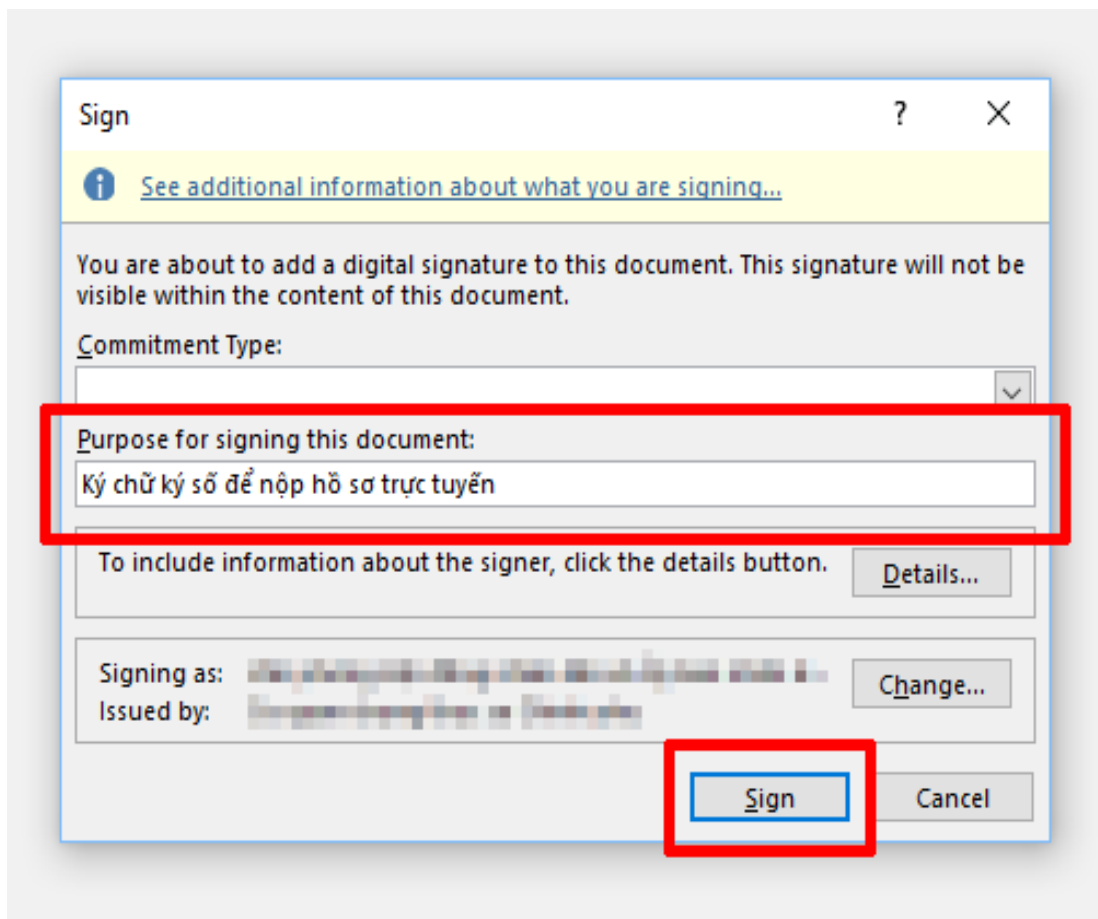 Sign
?
See additional information about what you are signing...
You are about to add a digital signature to this document. This signature will not be
visible within the content of this document.
Commitment Type:
Purpose for signing this document:
Ký chữ ký số để nộp hồ sơ trực tuyến
To include information about the signer, click the details button.
Details...
Signing as:
Change...
Issued by:
Sign
Cancel